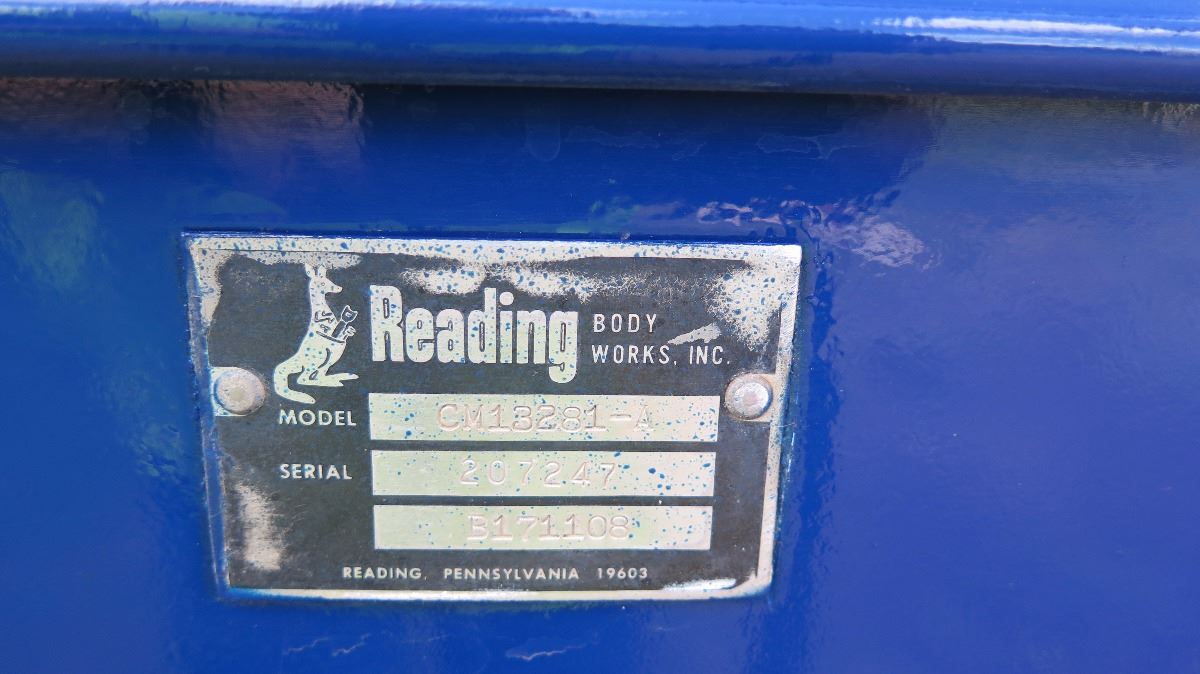 Reading BODY
WORKS, INC.
MODEL CM13281-A
SERIAL 207247
B171108
READING, PENNSYLVANIA 19603